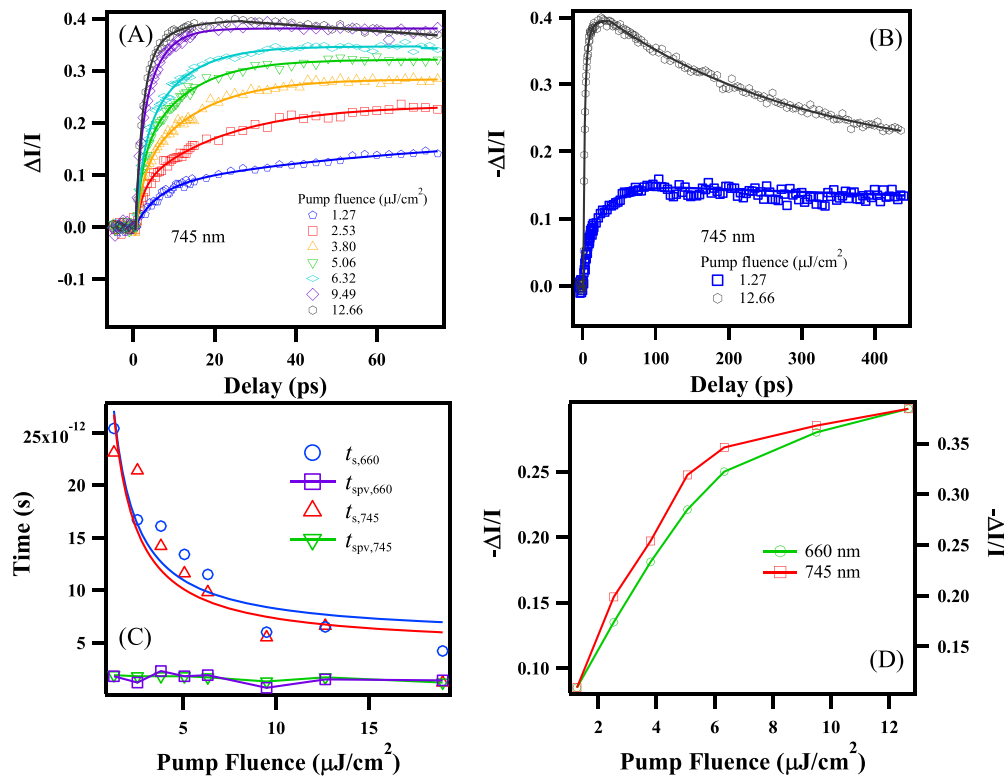 (A)
ΔI/I
0.4
0.3
0.2
0.1
0.0
-0.1
745 nm
Pump fluence (μJ/cm²)
1.27
2.53
3.80
5.06
6.32
9.49
12.66
0
20
40
60
Delay (ps)
(B)
-ΔI/I
0.4
0.3
0.2
0.1
0.0
745 nm
Pump fluence (μJ/cm²)
1.27
12.66
0
100
200
300
400
Delay (ps)
(C)
Time (s)
25x10⁻¹²
20
15
10
5
tₛ,₆₆₀
tspv,660
ts,745
tspv,745
5
10
15
Pump Fluence (μJ/cm²)
(D)
-ΔI/I
0.25
0.20
0.15
0.10
660 nm
745 nm
0.35
0.30
0.25
0.20
0.15
-ΔI/I
2
4
6
8
10
12
Pump Fluence (μJ/cm²)